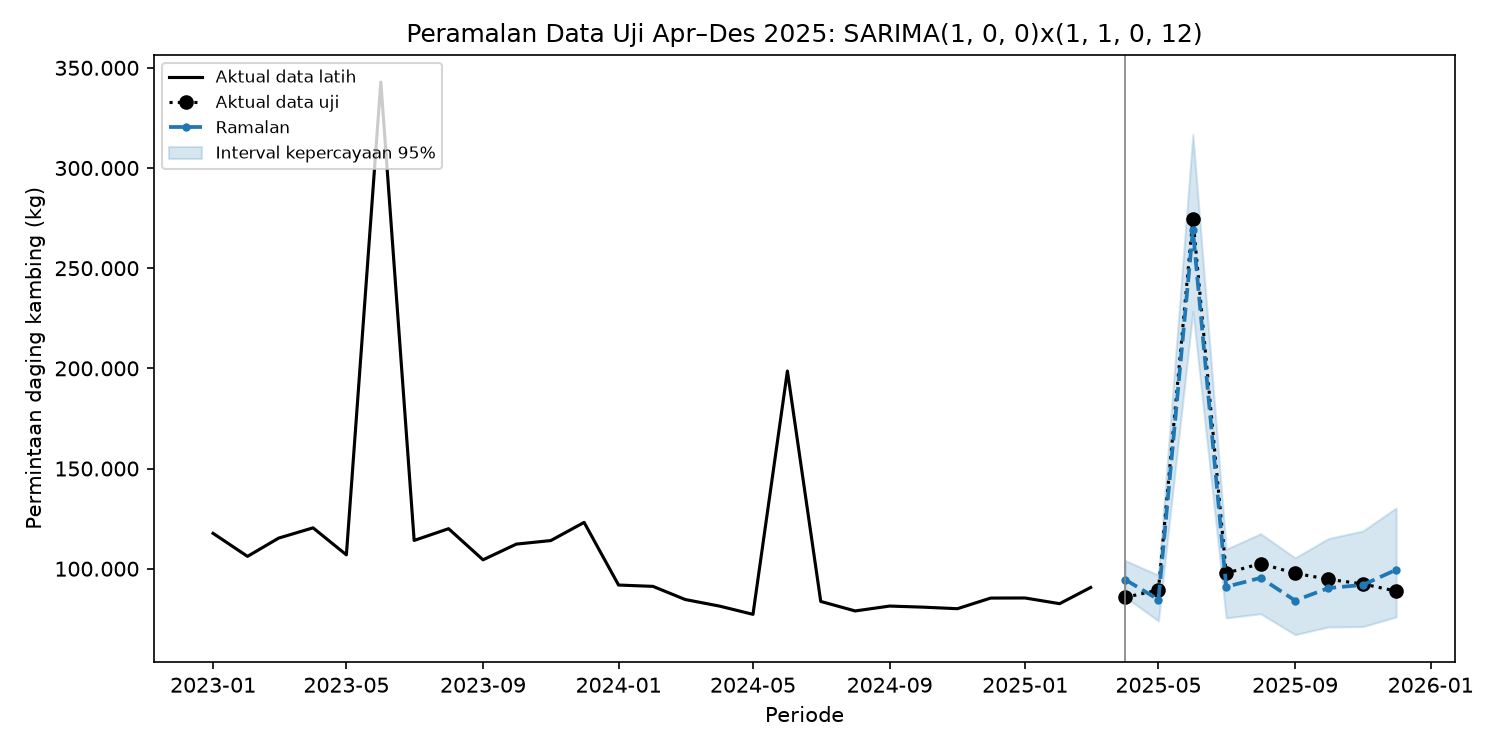 Peramalan Data Uji Apr–Des 2025: SARIMA(1, 0, 0)x(1, 1, 0, 12)
Aktual data latih
Aktual data uji
Ramalan
Interval kepercayaan 95%
Permintaan daging kambing (kg)
350.000
300.000
250.000
200.000
150.000
100.000
2023-01 2023-05 2023-09 2024-01 2024-05 2024-09 2025-01 2025-05 2025-09 2026-01
Periode